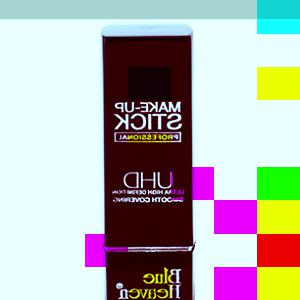 MAKE-UP
STICK
PROFESSIONAL
UHD
ULTRA HIGH DEFINITION
SMOOTH COVERING
Blue
Heaven®